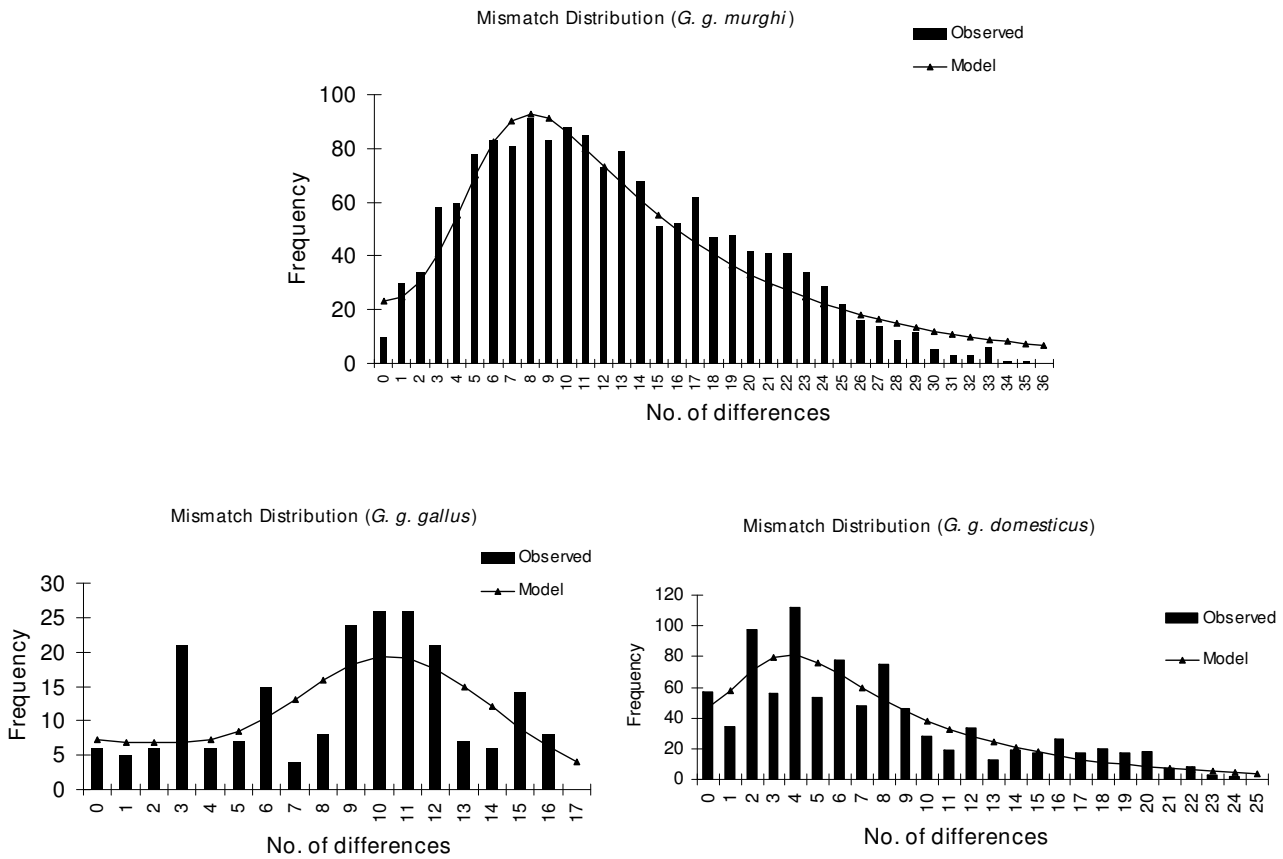 Mismatch Distribution (G. g. murghi)
Observed
Model
100
80
60
40
20
0
Frequency
0 1 2 3 4 5 6 7 8 9 10 11 12 13 14 15 16 17 18 19 20 21 22 23 24 25 26 27 28 29 30 31 32 33 34 35 36
No. of differences
Mismatch Distribution (G. g. gallus)
Observed
Model
30
25
20
15
10
5
0
Frequency
0 1 2 3 4 5 6 7 8 9 10 11 12 13 14 15 16 17
No. of differences
Mismatch Distribution (G. g. domesticus)
Observed
Model
120
100
80
60
40
20
0
Frequency
0 1 2 3 4 5 6 7 8 9 10 11 12 13 14 15 16 17 18 19 20 21 22 23 24 25
No. of differences